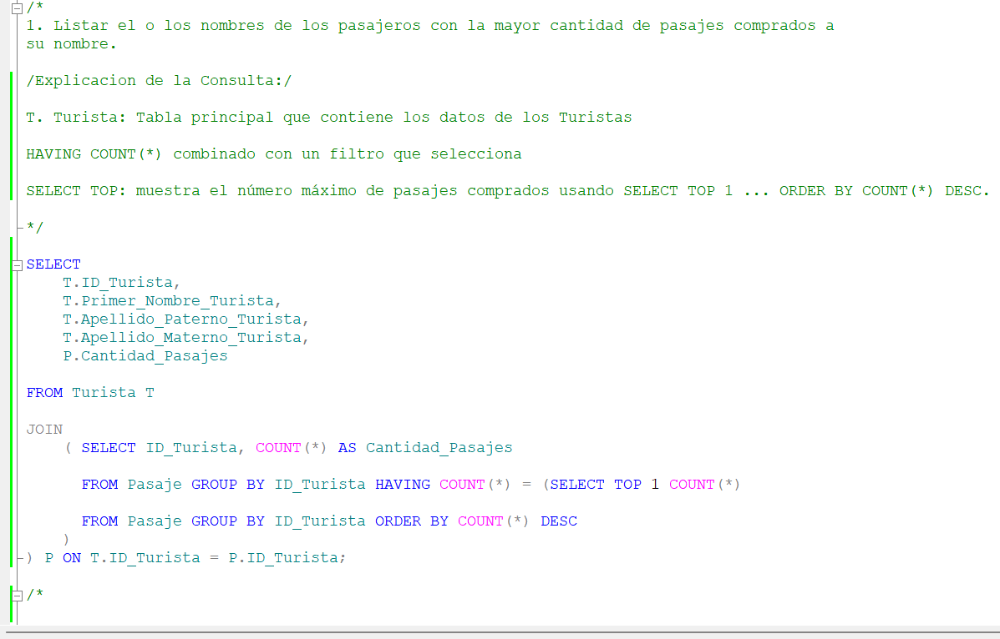 /*
1. Listar el o los nombres de los pasajeros con la mayor cantidad de pasajes comprados a
su nombre.
/Explicacion de la Consulta:/
T. Turista: Tabla principal que contiene los datos de los Turistas
HAVING COUNT(*) combinado con un filtro que selecciona
SELECT TOP: muestra el número máximo de pasajes comprados usando SELECT TOP 1 ... ORDER BY COUNT(*) DESC.
*/
SELECT
T.ID_Turista,
T.Primer_Nombre_Turista,
T.Apellido_Paterno_Turista,
T.Apellido_Materno_Turista,
P.Cantidad_Pasajes
FROM Turista T
JOIN
( SELECT ID_Turista, COUNT(*) AS Cantidad_Pasajes
FROM Pasaje GROUP BY ID_Turista HAVING COUNT(*) = (SELECT TOP 1 COUNT(*)
FROM Pasaje GROUP BY ID_Turista ORDER BY COUNT(*) DESC
)
) P ON T.ID_Turista = P.ID_Turista;
/*